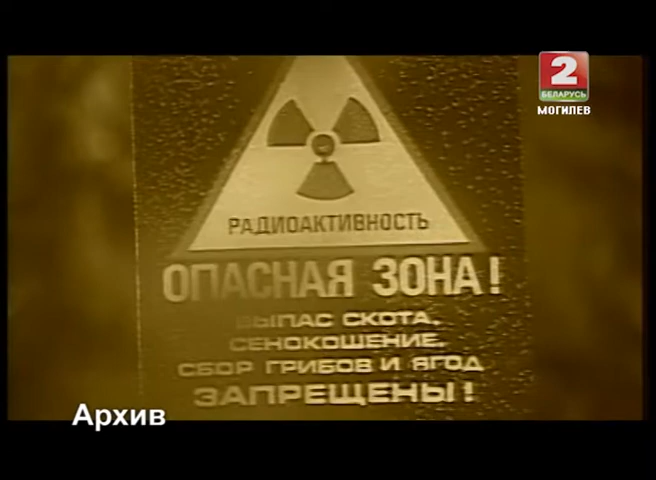 2
БЕЛАРУСЬ
МОГИЛЕВ
РАДИОАКТИВНОСТЬ
ОПАСНАЯ ЗОНА!
ВЫПАС СКОТА,
СЕНОКОШЕНИЕ,
СБОР ГРИБОВ И ЯГОД
ЗАПРЕЩЕНЫ!
Архив